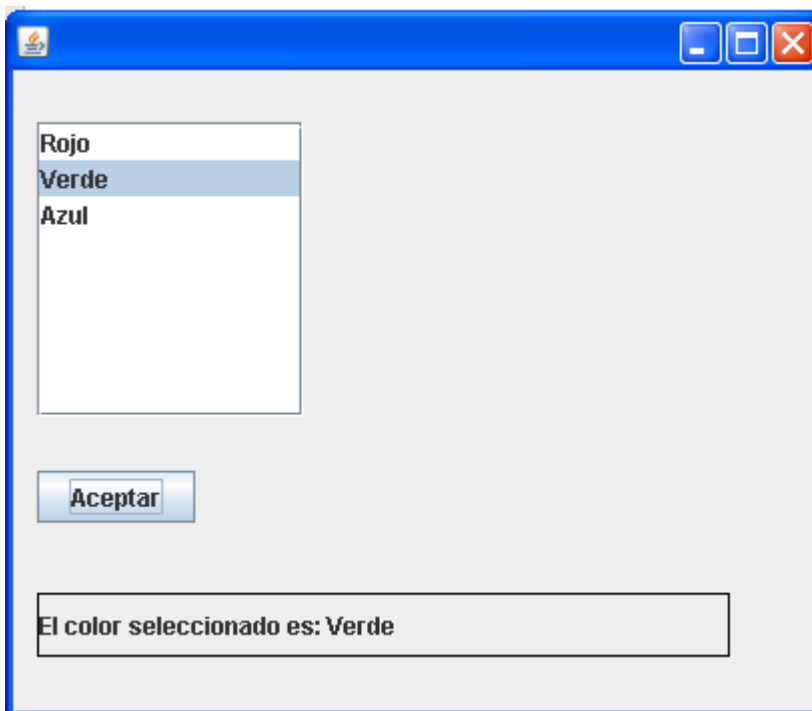 Rojo
Verde
Azul
Aceptar
El color seleccionado es: Verde